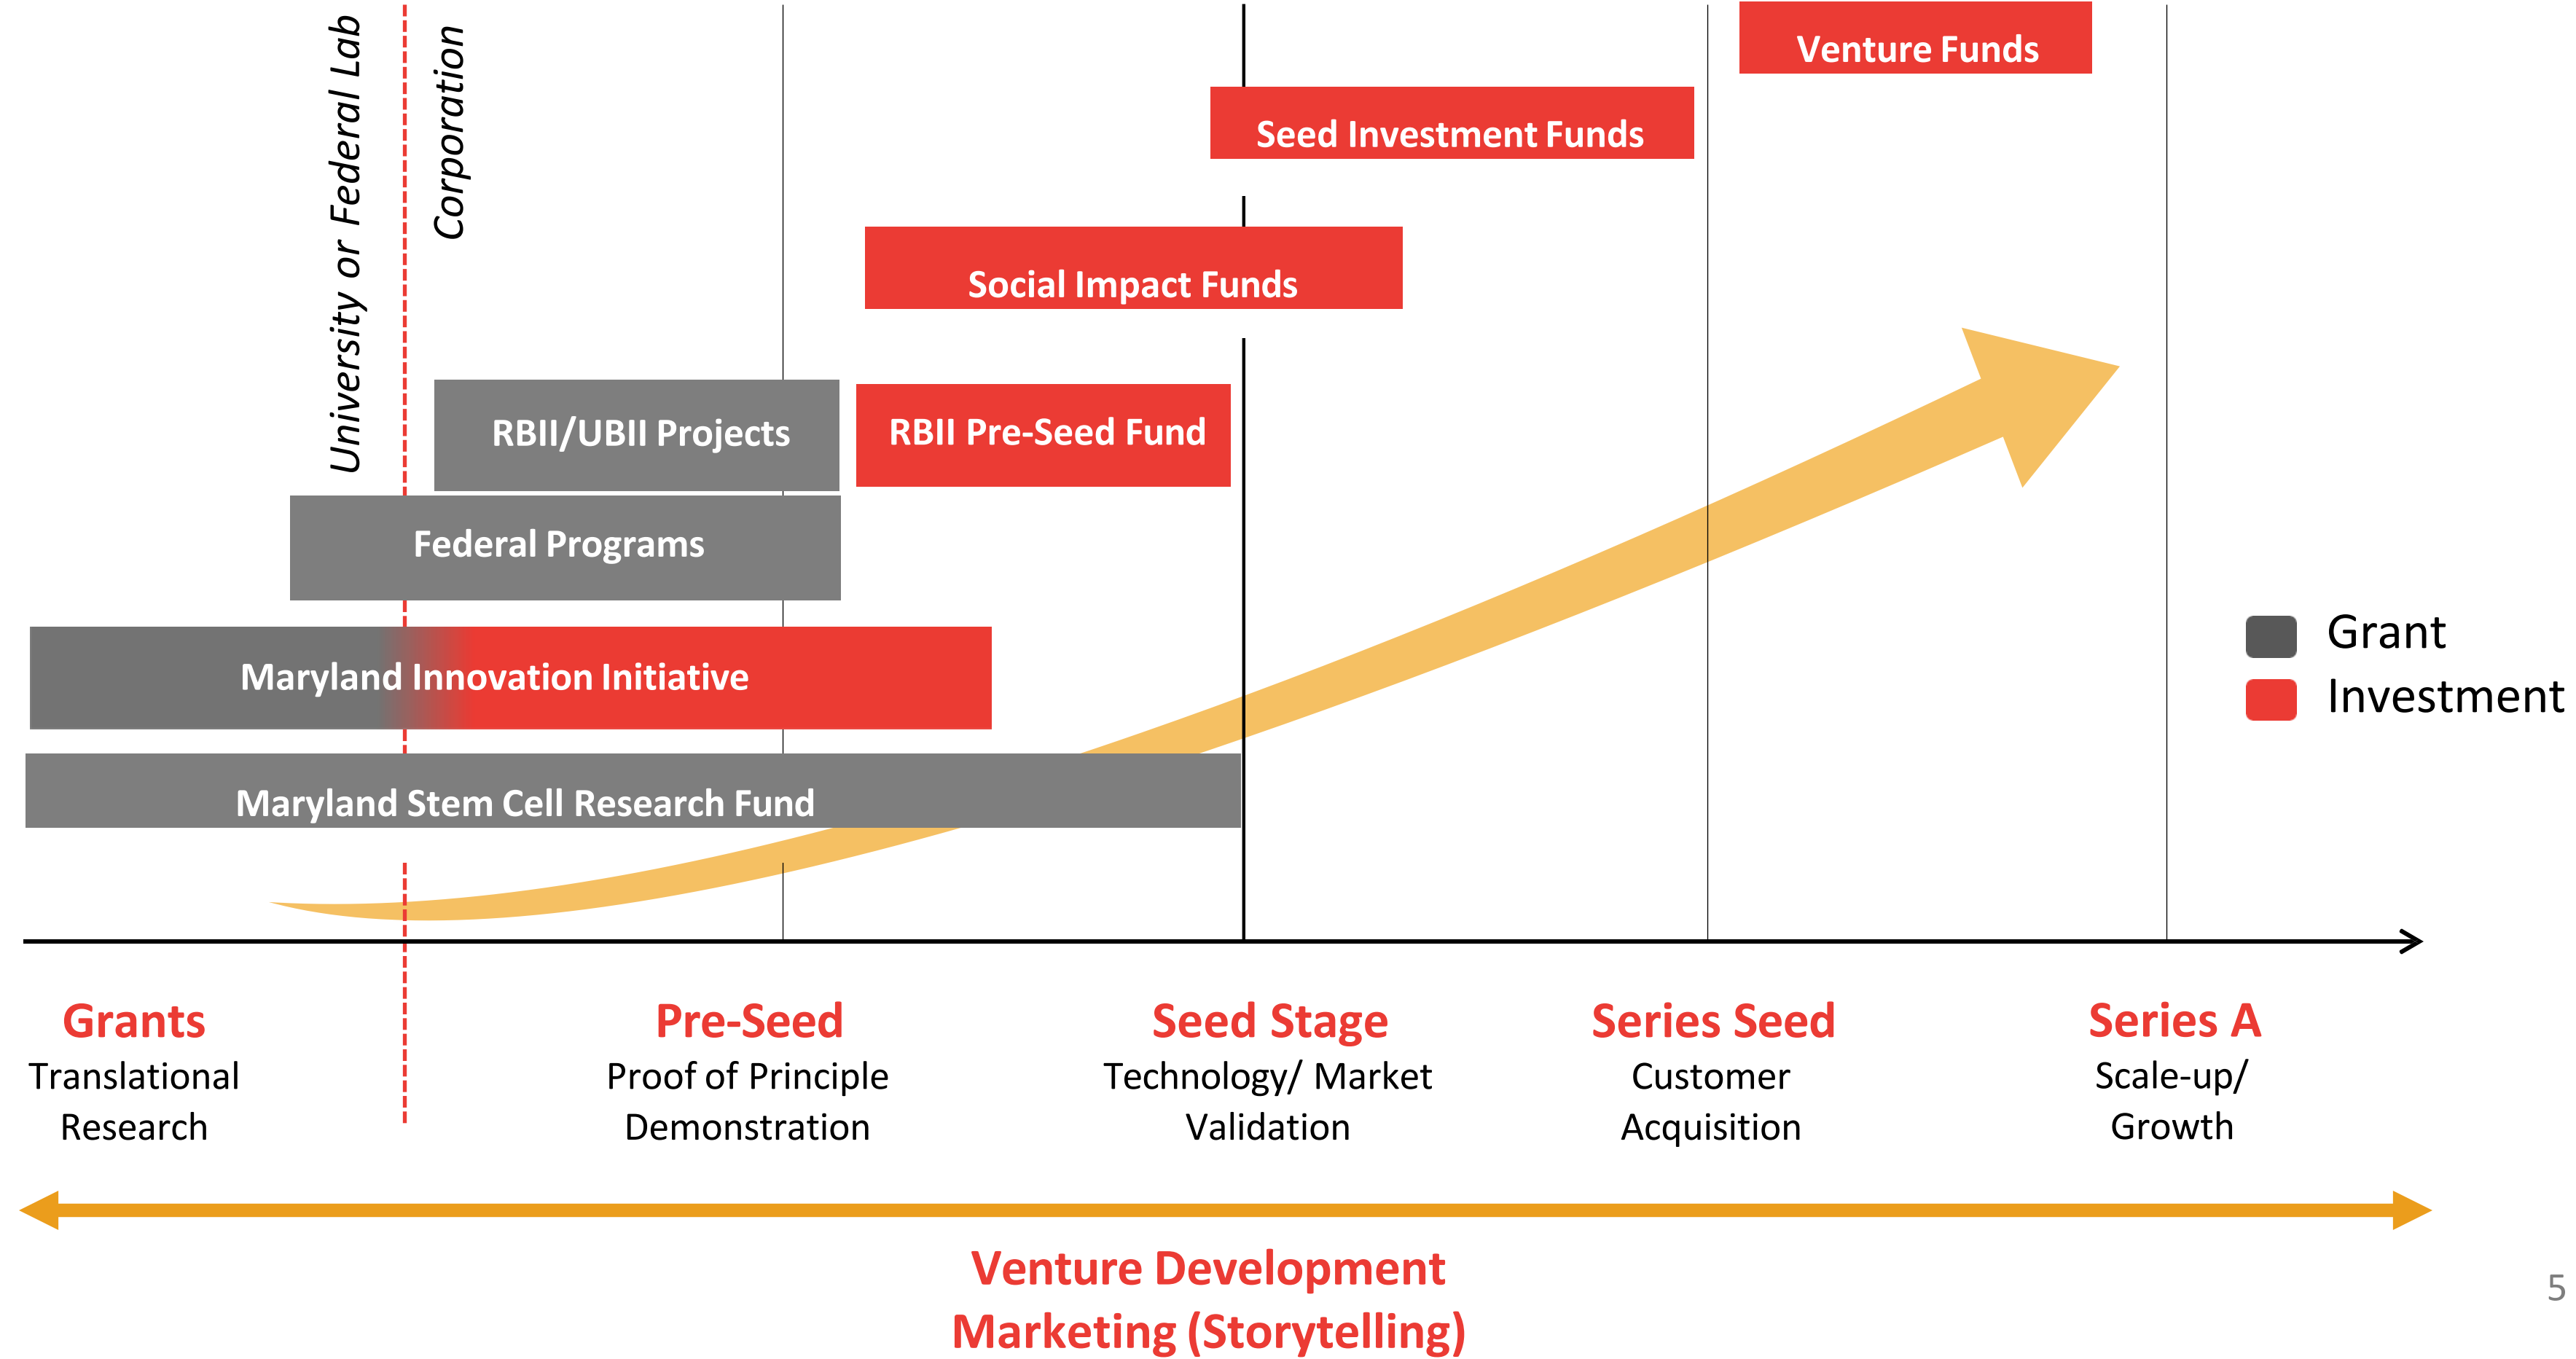 University or Federal Lab
Corporation
Venture Funds
Seed Investment Funds
Social Impact Funds
RBII/UBII Projects
RBII Pre-Seed Fund
Federal Programs
Maryland Innovation Initiative
Maryland Stem Cell Research Fund
Grant
Investment
Grants
Translational
Research
Pre-Seed
Proof of Principle
Demonstration
Seed Stage
Technology/ Market
Validation
Series Seed
Customer
Acquisition
Series A
Scale-up/
Growth
Venture Development
Marketing (Storytelling)
5